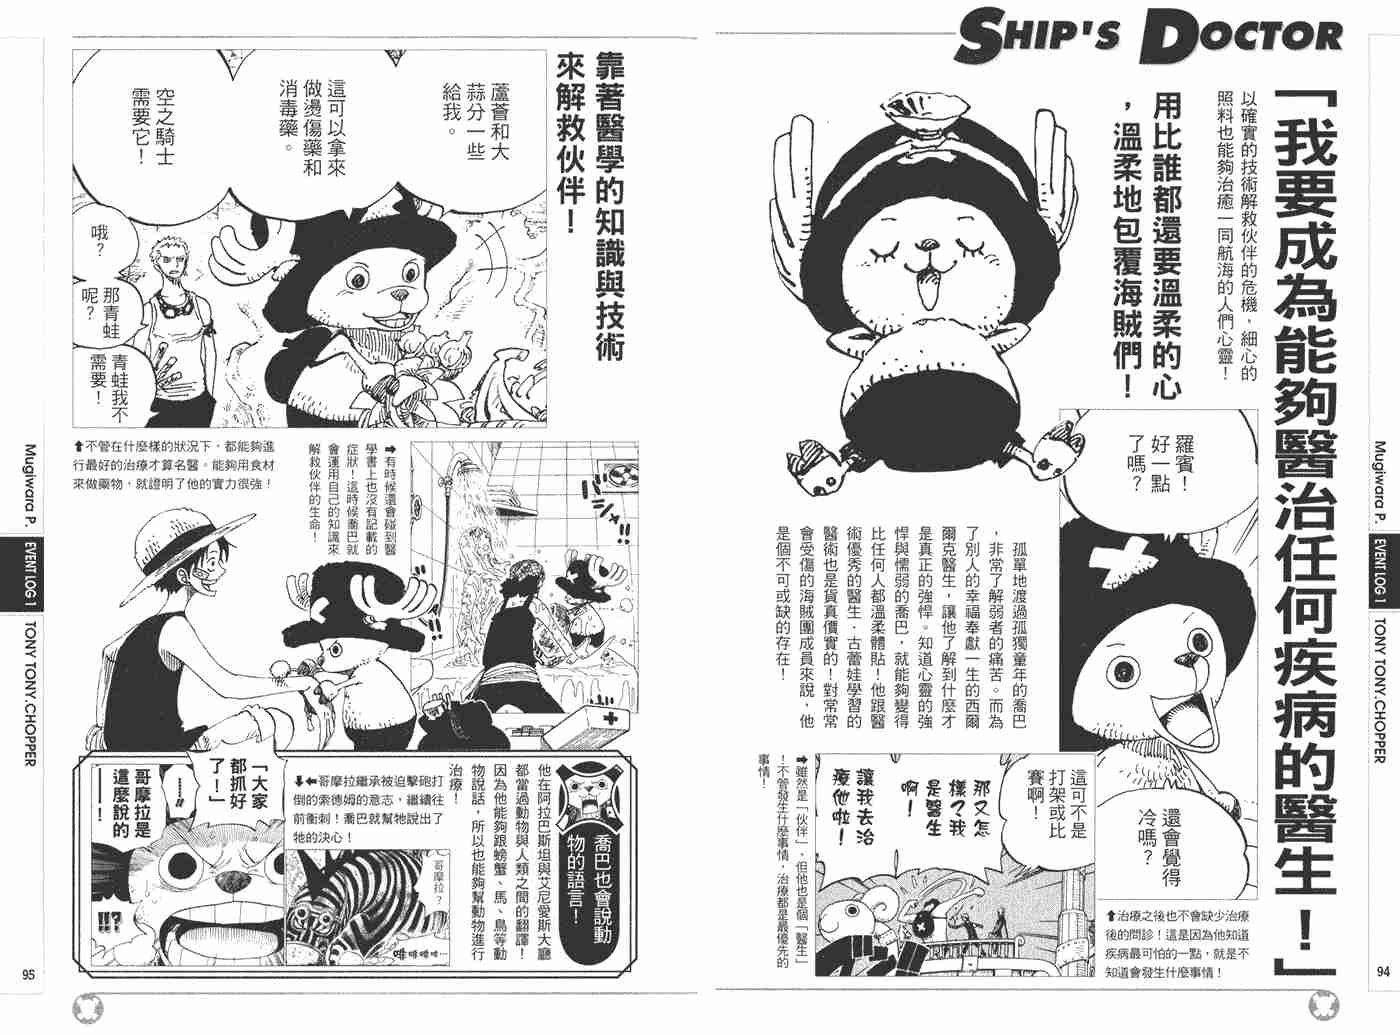 SHIP'S DOCTOR
「我要成為能夠醫治任何疾病的醫生！」
以確實的技術解救伙伴的危機，細心的
照料也能夠治癒一同航海的人們心靈！
用比誰都還要溫柔的心
，溫柔地包覆海賊們！
羅賓！
好一點
了嗎？
還會覺得
冷嗎？
⬆治療之後也不會缺少治療
後的問診！這是因為他知道
疾病最可怕的一點，就是不
知道會發生什麼事情！
孤單地渡過孤獨童年的喬巴
，非常了解弱者的痛苦。而為
了別人的幸福奉獻一生的西爾
爾克醫生，讓他了解到什麼才
是真正的強悍。知道心靈的強
悍與懦弱的喬巴，就能夠變得
比任何人都溫柔體貼！他跟醫
術優秀的醫生．古蕾娃學習的
醫術也是貨真價實的！對常常
會受傷的海賊團成員來說，他
是個不可或缺的存在！
這可不是
打架或比
賽啊！
那又怎
樣？我
是醫生
啊！
讓我去治
療他啦！
➡雖然是「伙伴」，但他也是個「醫生」
！不管發生什麼事情，治療都是最優先的
事情！
Mugiwara P.
EVENT LOG 1
TONY TONY.CHOPPER
94
靠著醫學的知識與技術
來解救伙伴！
蘆薈和大
蒜分一些
給我。
這可以拿來
做燙傷藥和
消毒藥。
空之騎士
需要它！
哦？
那青蛙
呢？
青蛙我不
需要！
⬆不管在什麼樣的狀況下，都能夠進
行最好的治療才算名醫。能夠用食材
來做藥物，就證明了他的實力很強！
➡有時候還會碰到醫
學書上也沒有記載的
症狀！這時候喬巴就
會運用自己的知識來
解救伙伴的生命！
喬巴也會說動
物的語言！
他在阿拉巴斯坦與艾尼愛斯大廳
都當過動物與人類之間的翻譯！
因為他能夠跟螃蟹、馬、鳥等動
物說話，所以也能夠幫動物進行
治療！
⬇⬅哥摩拉繼承被迫擊砲打
倒的索德姆的意志，繼續往
前衝刺！喬巴就幫牠說出了
牠的決心！
哥摩拉？
啡啡啡啡…
「大家
都抓好
了！」
……!!
哥摩拉是
這麼說的
——！
!!?
Mugiwara P.
EVENT LOG 1
TONY TONY.CHOPPER
95